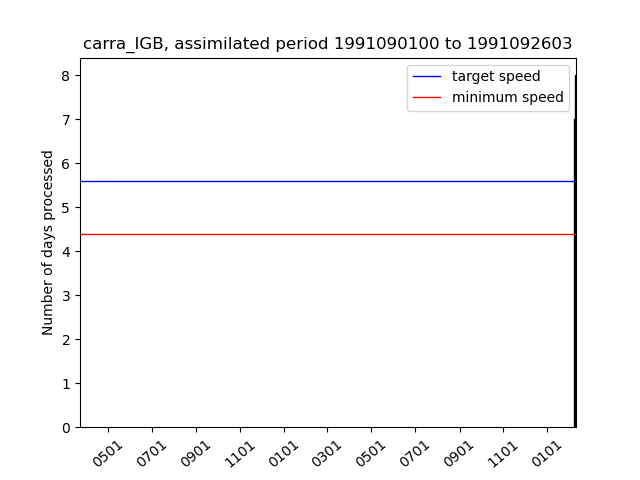 carra_IGB, assimilated period 1991090100 to 1991092603
target speed
minimum speed
Number of days processed
8
7
6
5
4
3
2
1
0
0501 0701 0901 1101 0101 0301 0501 0701 0901 1101 0101